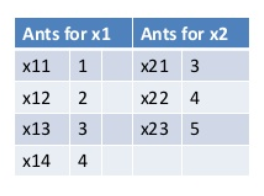 Ants for x1 Ants for x2
x11 1 x21 3
x12 2 x22 4
x13 3 x23 5
x14 4